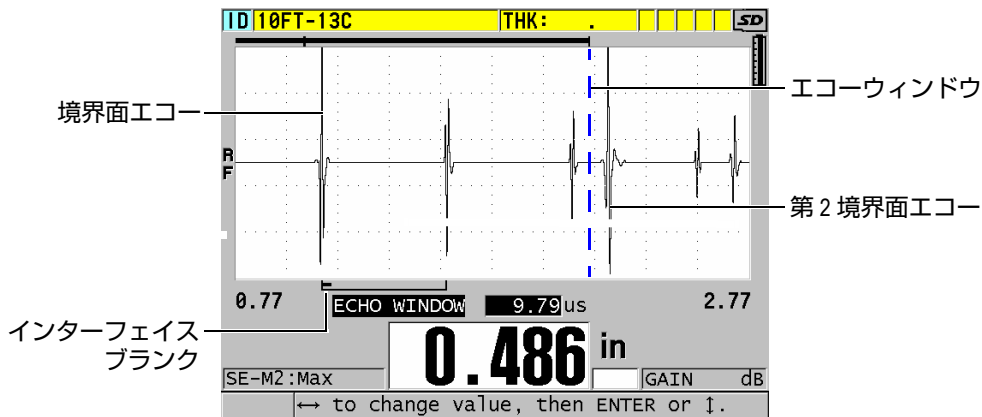 ID 10FT-13C THK: . SD
境界面エコー
エコーウィンドウ
RF
第2境界面エコー
0.77 ECHO WINDOW 9.79us 2.77
インターフェイス
ブランク
0.486 in
SE-M2:Max GAIN dB
↔ to change value, then ENTER or ↕.